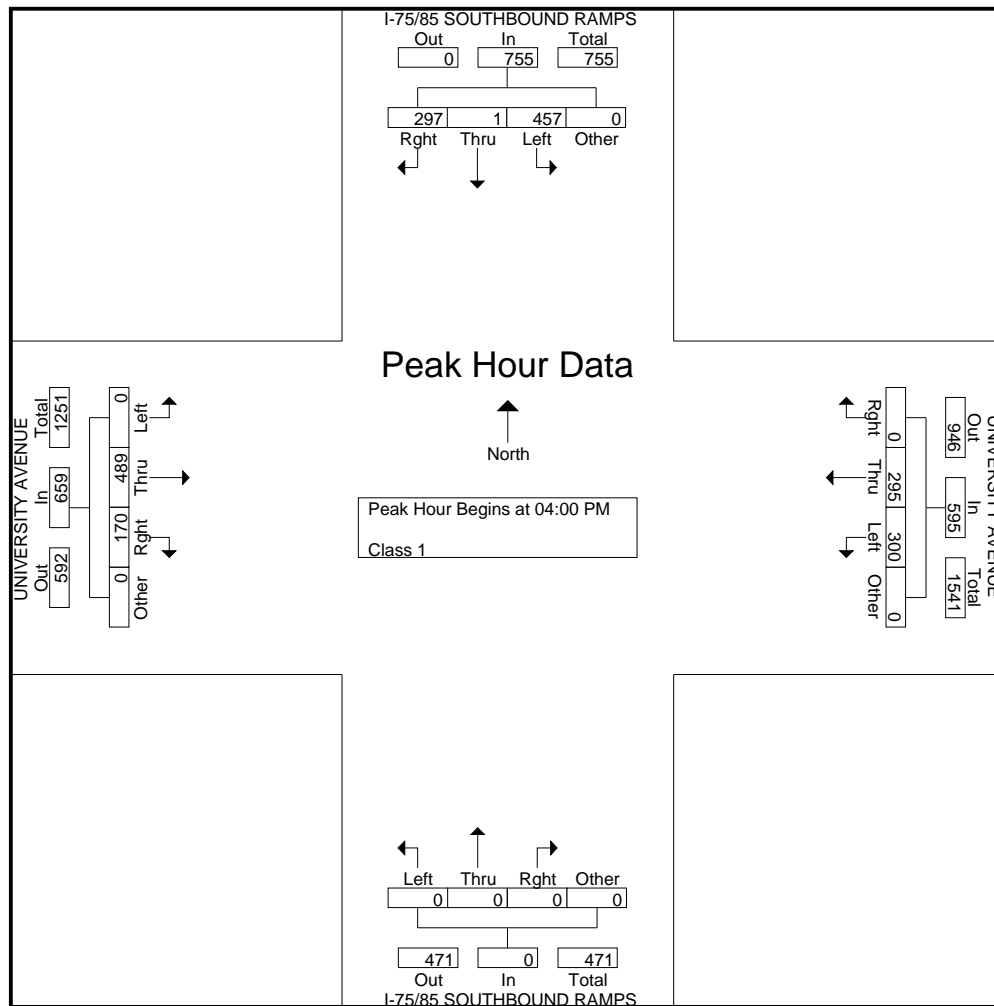 I-75/85 SOUTHBOUND RAMPS
Out In Total
0 755 755
297 1 457 0
Rght Thru Left Other
Peak Hour Data
North
Peak Hour Begins at 04:00 PM
Class 1
UNIVERSITY AVENUE
Total In Out
1251 659 592
0 489 170 0
Left Thru Rght Other
UNIVERSITY AVENUE
Out In Total
946 595 1541
0 295 300 0
Rght Thru Left Other
Left Thru Rght Other
0 0 0 0
471 0 471
Out In Total
I-75/85 SOUTHBOUND RAMPS